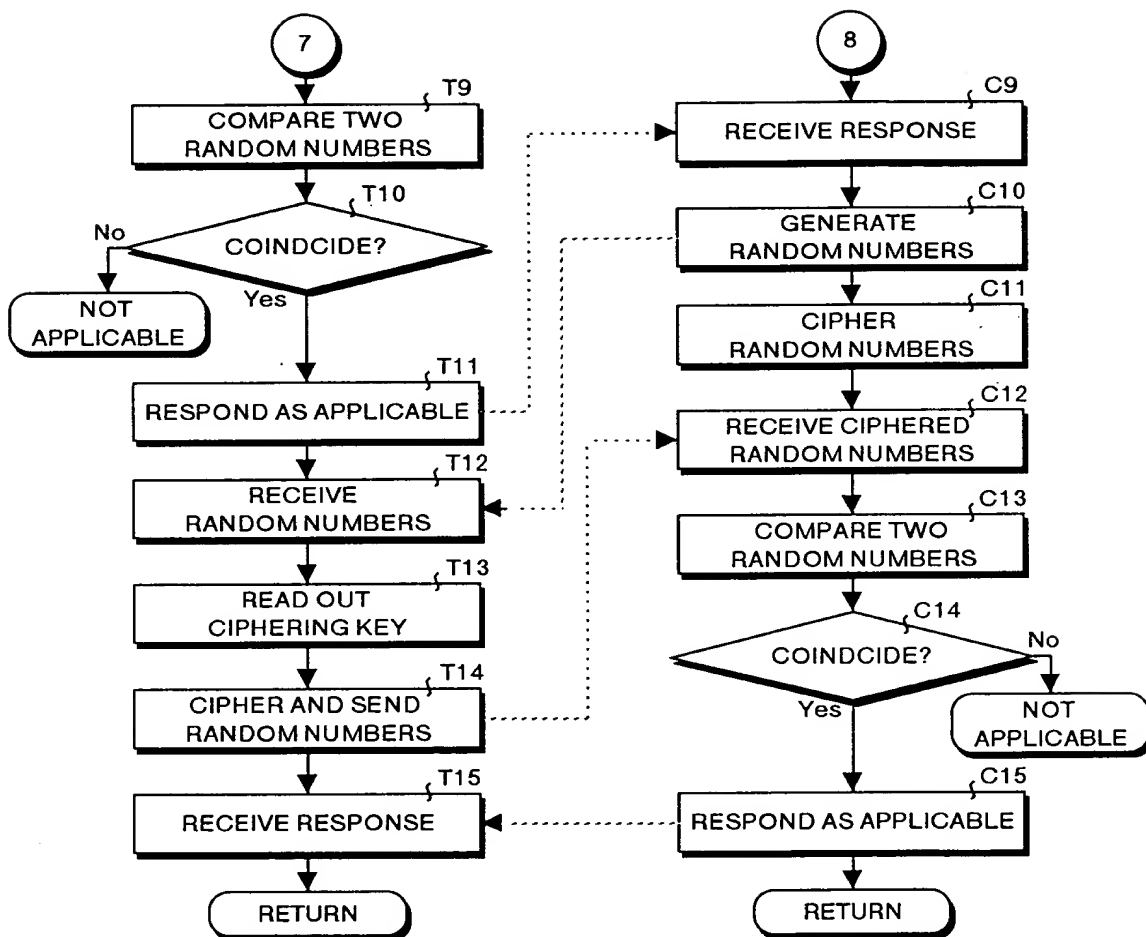 7
T9
COMPARE TWO
RANDOM NUMBERS
T10
COINDCIDE?
No
Yes
NOT
APPLICABLE
T11
RESPOND AS APPLICABLE
T12
RECEIVE
RANDOM NUMBERS
T13
READ OUT
CIPHERING KEY
T14
CIPHER AND SEND
RANDOM NUMBERS
T15
RECEIVE RESPONSE
RETURN
8
C9
RECEIVE RESPONSE
C10
GENERATE
RANDOM NUMBERS
C11
CIPHER
RANDOM NUMBERS
C12
RECEIVE CIPHERED
RANDOM NUMBERS
C13
COMPARE TWO
RANDOM NUMBERS
C14
COINDCIDE?
No
Yes
NOT
APPLICABLE
C15
RESPOND AS APPLICABLE
RETURN